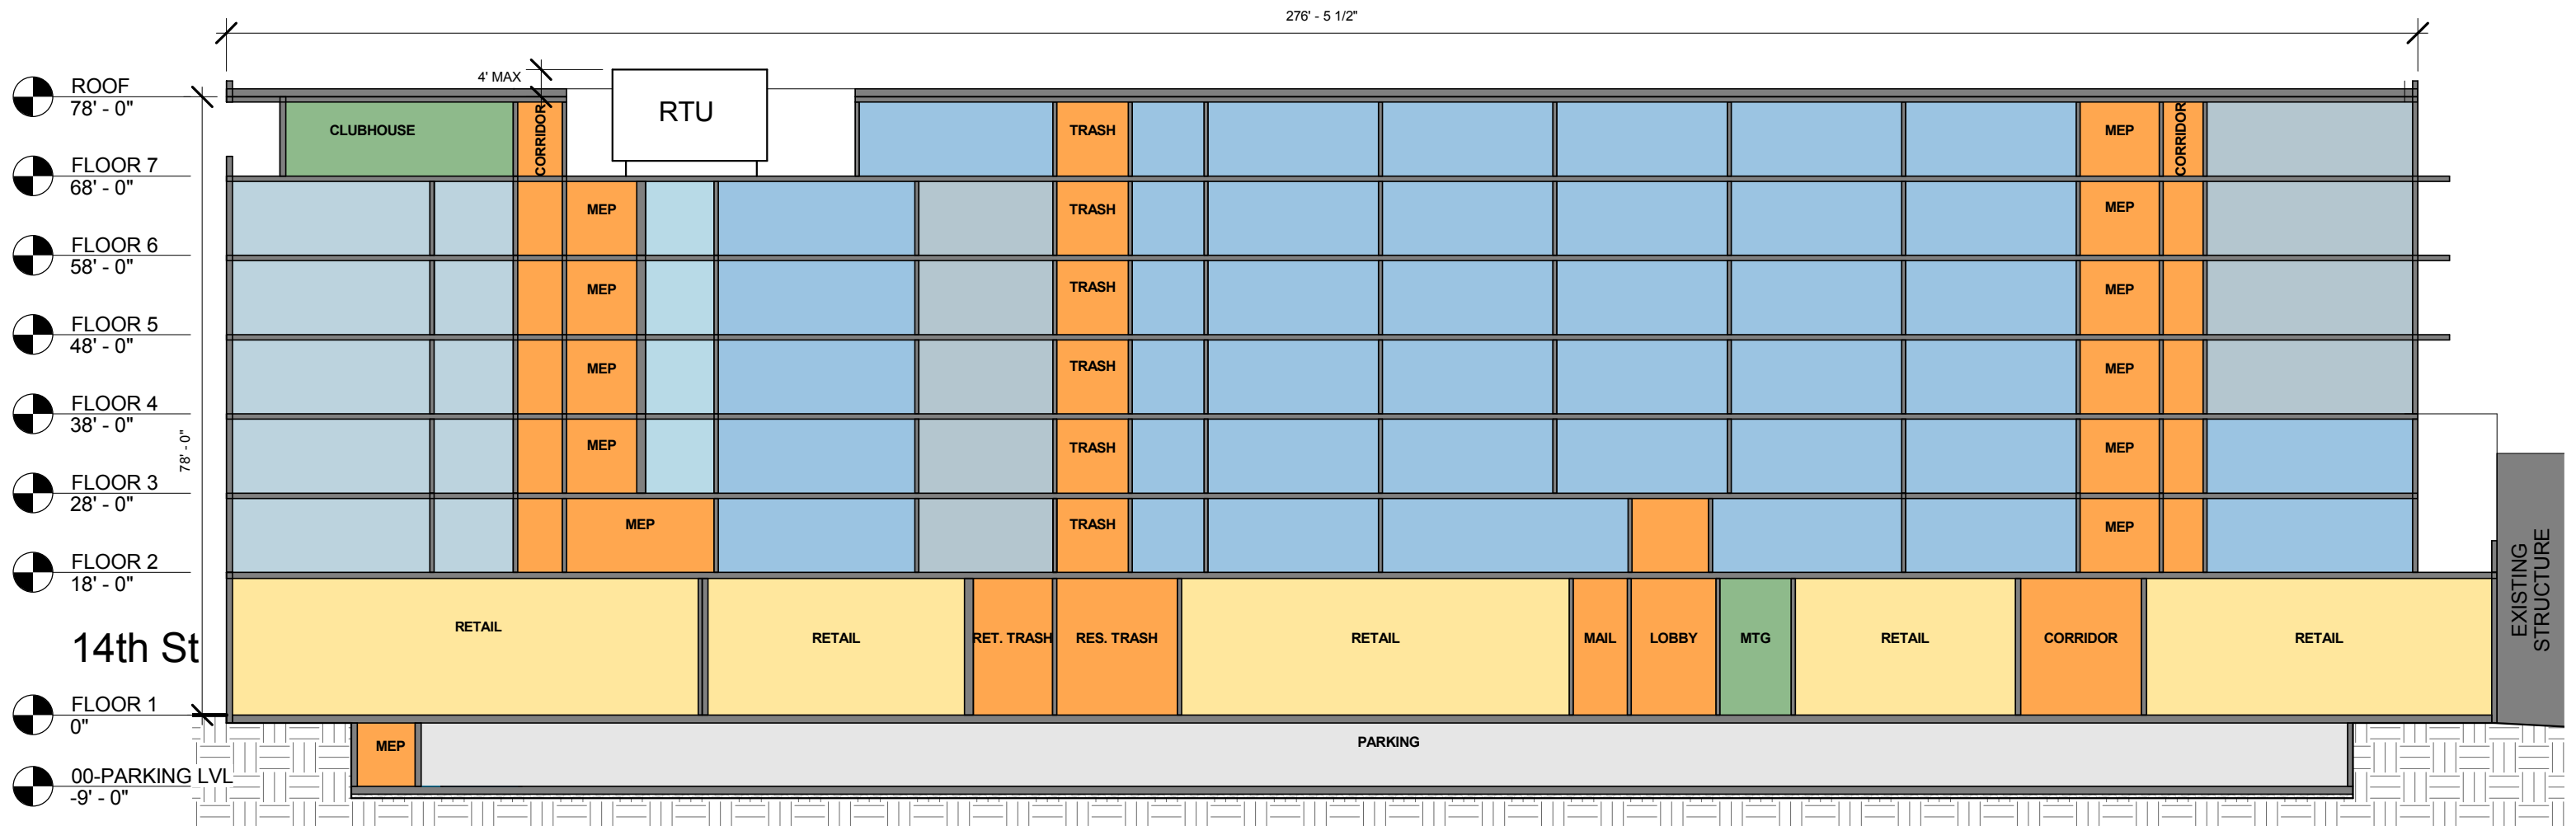 276' - 5 1/2"
4' MAX
ROOF
78' - 0"
RTU
CLUBHOUSE
CORRIDOR
TRASH
MEP
CORRIDOR
FLOOR 7
68' - 0"
MEP
TRASH
MEP
FLOOR 6
58' - 0"
MEP
TRASH
MEP
FLOOR 5
48' - 0"
MEP
TRASH
MEP
FLOOR 4
38' - 0"
78' - 0"
MEP
TRASH
MEP
FLOOR 3
28' - 0"
MEP
TRASH
MEP
FLOOR 2
18' - 0"
EXISTING
STRUCTURE
14th St
RETAIL
RETAIL
RET. TRASH
RES. TRASH
RETAIL
MAIL
LOBBY
MTG
RETAIL
CORRIDOR
RETAIL
FLOOR 1
0"
MEP
PARKING
00-PARKING LVL
-9' - 0"